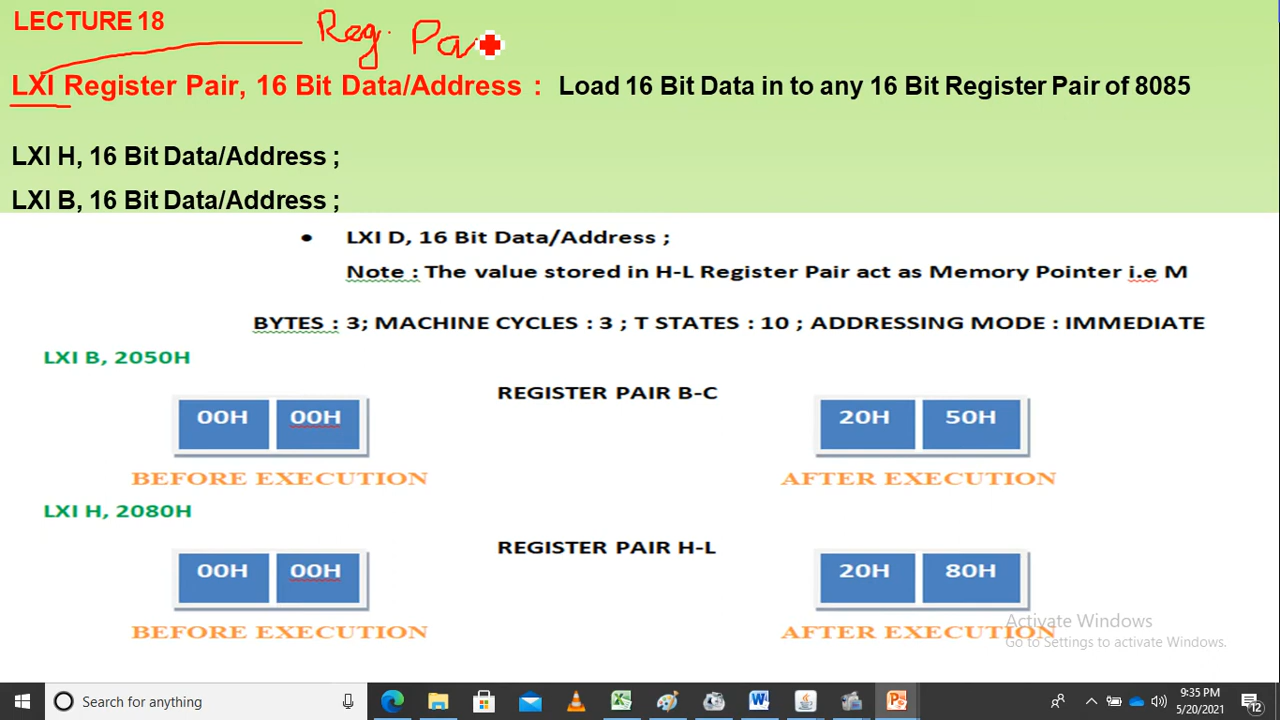 LECTURE 18
Reg. Pa
LXI Register Pair, 16 Bit Data/Address : Load 16 Bit Data in to any 16 Bit Register Pair of 8085
LXI H, 16 Bit Data/Address ;
LXI B, 16 Bit Data/Address ;
• LXI D, 16 Bit Data/Address ;
Note : The value stored in H-L Register Pair act as Memory Pointer i.e M
BYTES : 3; MACHINE CYCLES : 3 ; T STATES : 10 ; ADDRESSING MODE : IMMEDIATE
LXI B, 2050H
REGISTER PAIR B-C
00H 00H 20H 50H
BEFORE EXECUTION AFTER EXECUTION
LXI H, 2080H
REGISTER PAIR H-L
00H 00H 20H 80H
BEFORE EXECUTION AFTER EXECUTION
Activate Windows
Go to Settings to activate Windows.
Search for anything
9:35 PM
5/20/2021
12